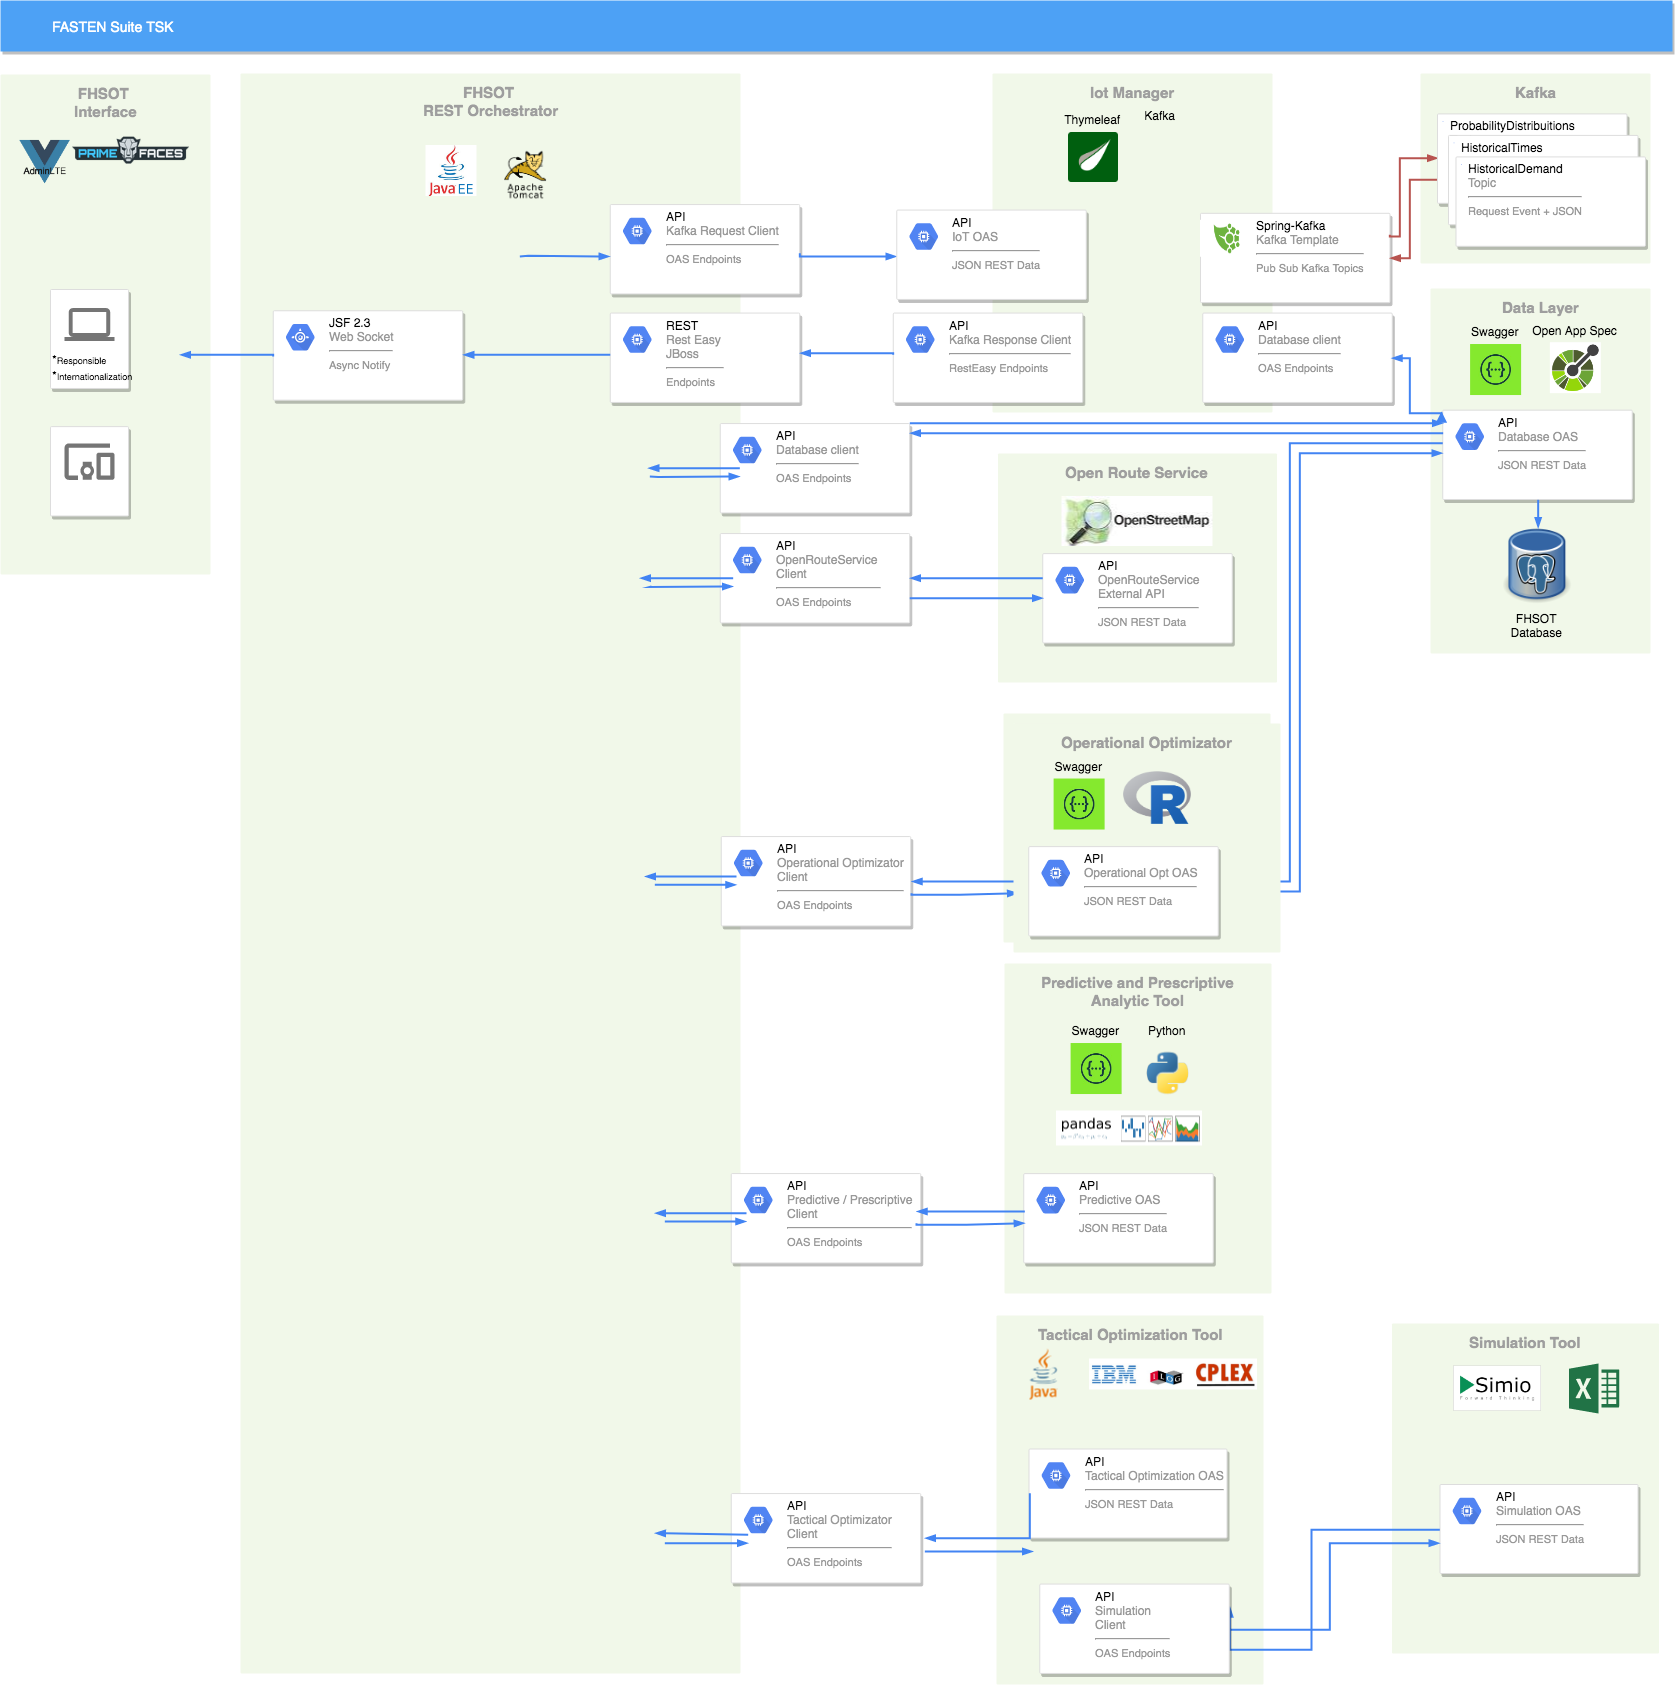 FASTEN Suite TSK
FHSOT
Interface
AdminLTE
PRIME FACES
*Responsible
*Internationalization
FHSOT
REST Orchestrator
Java EE
Apache
Tomcat
API
Kafka Request Client
OAS Endpoints
JSF 2.3
Web Socket
Async Notify
REST
Rest Easy
JBoss
Endpoints
API
Database client
OAS Endpoints
API
OpenRouteService
Client
OAS Endpoints
API
Operational Optimizator
Client
OAS Endpoints
API
Predictive / Prescriptive
Client
OAS Endpoints
API
Tactical Optimizator
Client
OAS Endpoints
Iot Manager
Thymeleaf
Kafka
API
IoT OAS
JSON REST Data
Spring-Kafka
Kafka Template
Pub Sub Kafka Topics
API
Kafka Response Client
RestEasy Endpoints
API
Database client
OAS Endpoints
Kafka
ProbabilityDistribuitions
HistoricalTimes
HistoricalDemand
Topic
Request Event + JSON
Data Layer
Swagger
Open App Spec
API
Database OAS
JSON REST Data
FHSOT
Database
Open Route Service
OpenStreetMap
API
OpenRouteService
External API
JSON REST Data
Operational Optimizator
Swagger
R
API
Operational Opt OAS
JSON REST Data
Predictive and Prescriptive
Analytic Tool
Swagger
Python
pandas
API
Predictive OAS
JSON REST Data
Tactical Optimization Tool
Java
IBM
ILOG
CPLEX
API
Tactical Optimization OAS
JSON REST Data
API
Simulation
Client
OAS Endpoints
Simulation Tool
Simio
Forward Thinking
X
API
Simulation OAS
JSON REST Data